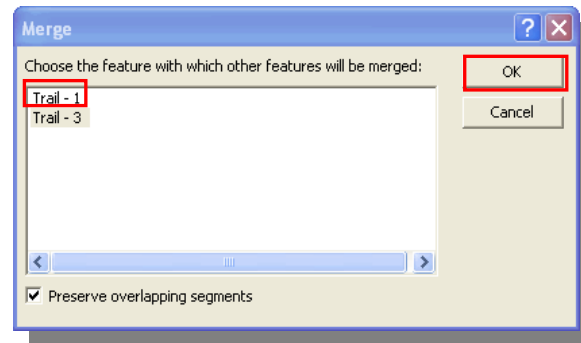 Merge
Choose the feature with which other features will be merged:
OK
Trail - 1
Trail - 3
Cancel
Preserve overlapping segments